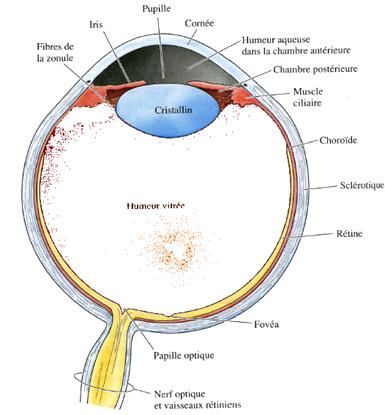 Pupille
Iris
Cornée
Fibres de
la zonule
Humeur aqueuse
dans la chambre antérieure
Chambre postérieure
Muscle
ciliaire
Cristallin
Choroïde
Sclérotique
Humeur vitrée
Rétine
Fovéa
Papille optique
Nerf optique
et vaisseaux rétiniens